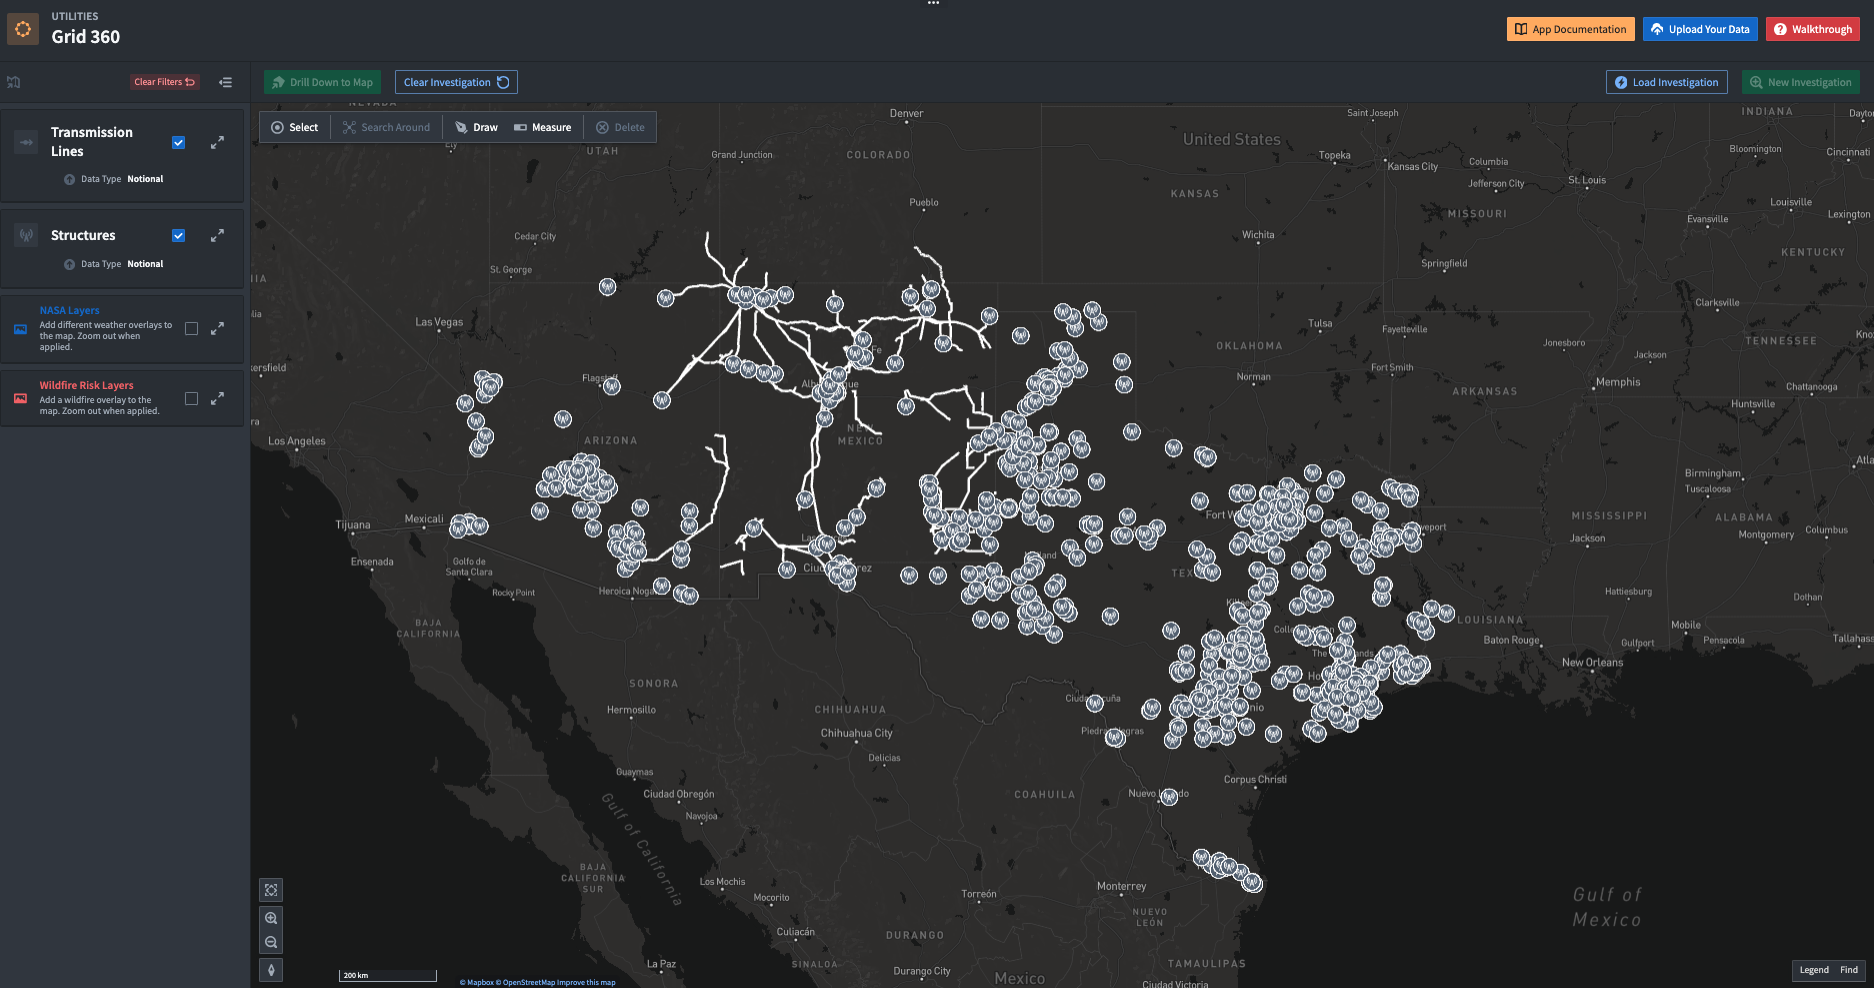 UTILITIES
Grid 360
App Documentation
Upload Your Data
Walkthrough
Clear Filters
Drill Down to Map
Clear Investigation
Load Investigation
New Investigation
Select
Search Around
Draw
Measure
Delete
Transmission
Lines
Data Type Notional
Structures
Data Type Notional
NASA Layers
Add different weather overlays to
the map. Zoom out when
applied.
Wildfire Risk Layers
Add a wildfire overlay to the
map. Zoom out when applied.
NEVADA
Denver
United States
Saint Joseph
INDIANA
Ely
UTAH
Grand Junction
COLORADO
Topeka
Kansas City
Columbia
Bloomington
Cincinnati
KANSAS
Jefferson City
St. Louis
Pueblo
MISSOURI
Louisville
Evansville
Lexington
Cedar City
Wichita
KENTUCKY
St. George
Springfield
Clarksville
Las Vegas
Tulsa
Fayetteville
OKLAHOMA
Jonesboro
TENNESSEE
Jackson
Flagstaff
Norman
Fort Smith
Memphis
ARKANSAS
Chattanooga
Huntsville
Los Angeles
ARIZONA
NEW
MEXICO
Birmingham
Tuscaloosa
Tijuana
Mexicali
MISSISSIPPI
ALABAMA
Columbus
Montgomery
Jackson
Ensenada
Golfo de
Santa Clara
Rocky Point
Hattiesburg
Dothan
BAJA
CALIFORNIA
LOUISIANA
Mobile
Baton Rouge
Gulfport
Pensacola
New Orleans
SONORA
Hermosillo
CHIHUAHUA
Chihuahua City
Delicias
Guaymas
Ciudad Obregón
Navojoa
COAHUILA
Corpus Christi
Gulf of California
BAJA
CALIFORNIA
SUR
Los Mochis
Mocorito
Torreón
Monterrey
NUEVO
LEÓN
Gulf of
Mexico
Culiacán
DURANGO
La Paz
SINALOA
Durango City
Mexico
TAMAULIPAS
Ciudad Victoria
200 km
© Mapbox © OpenStreetMap Improve this map
Legend
Find